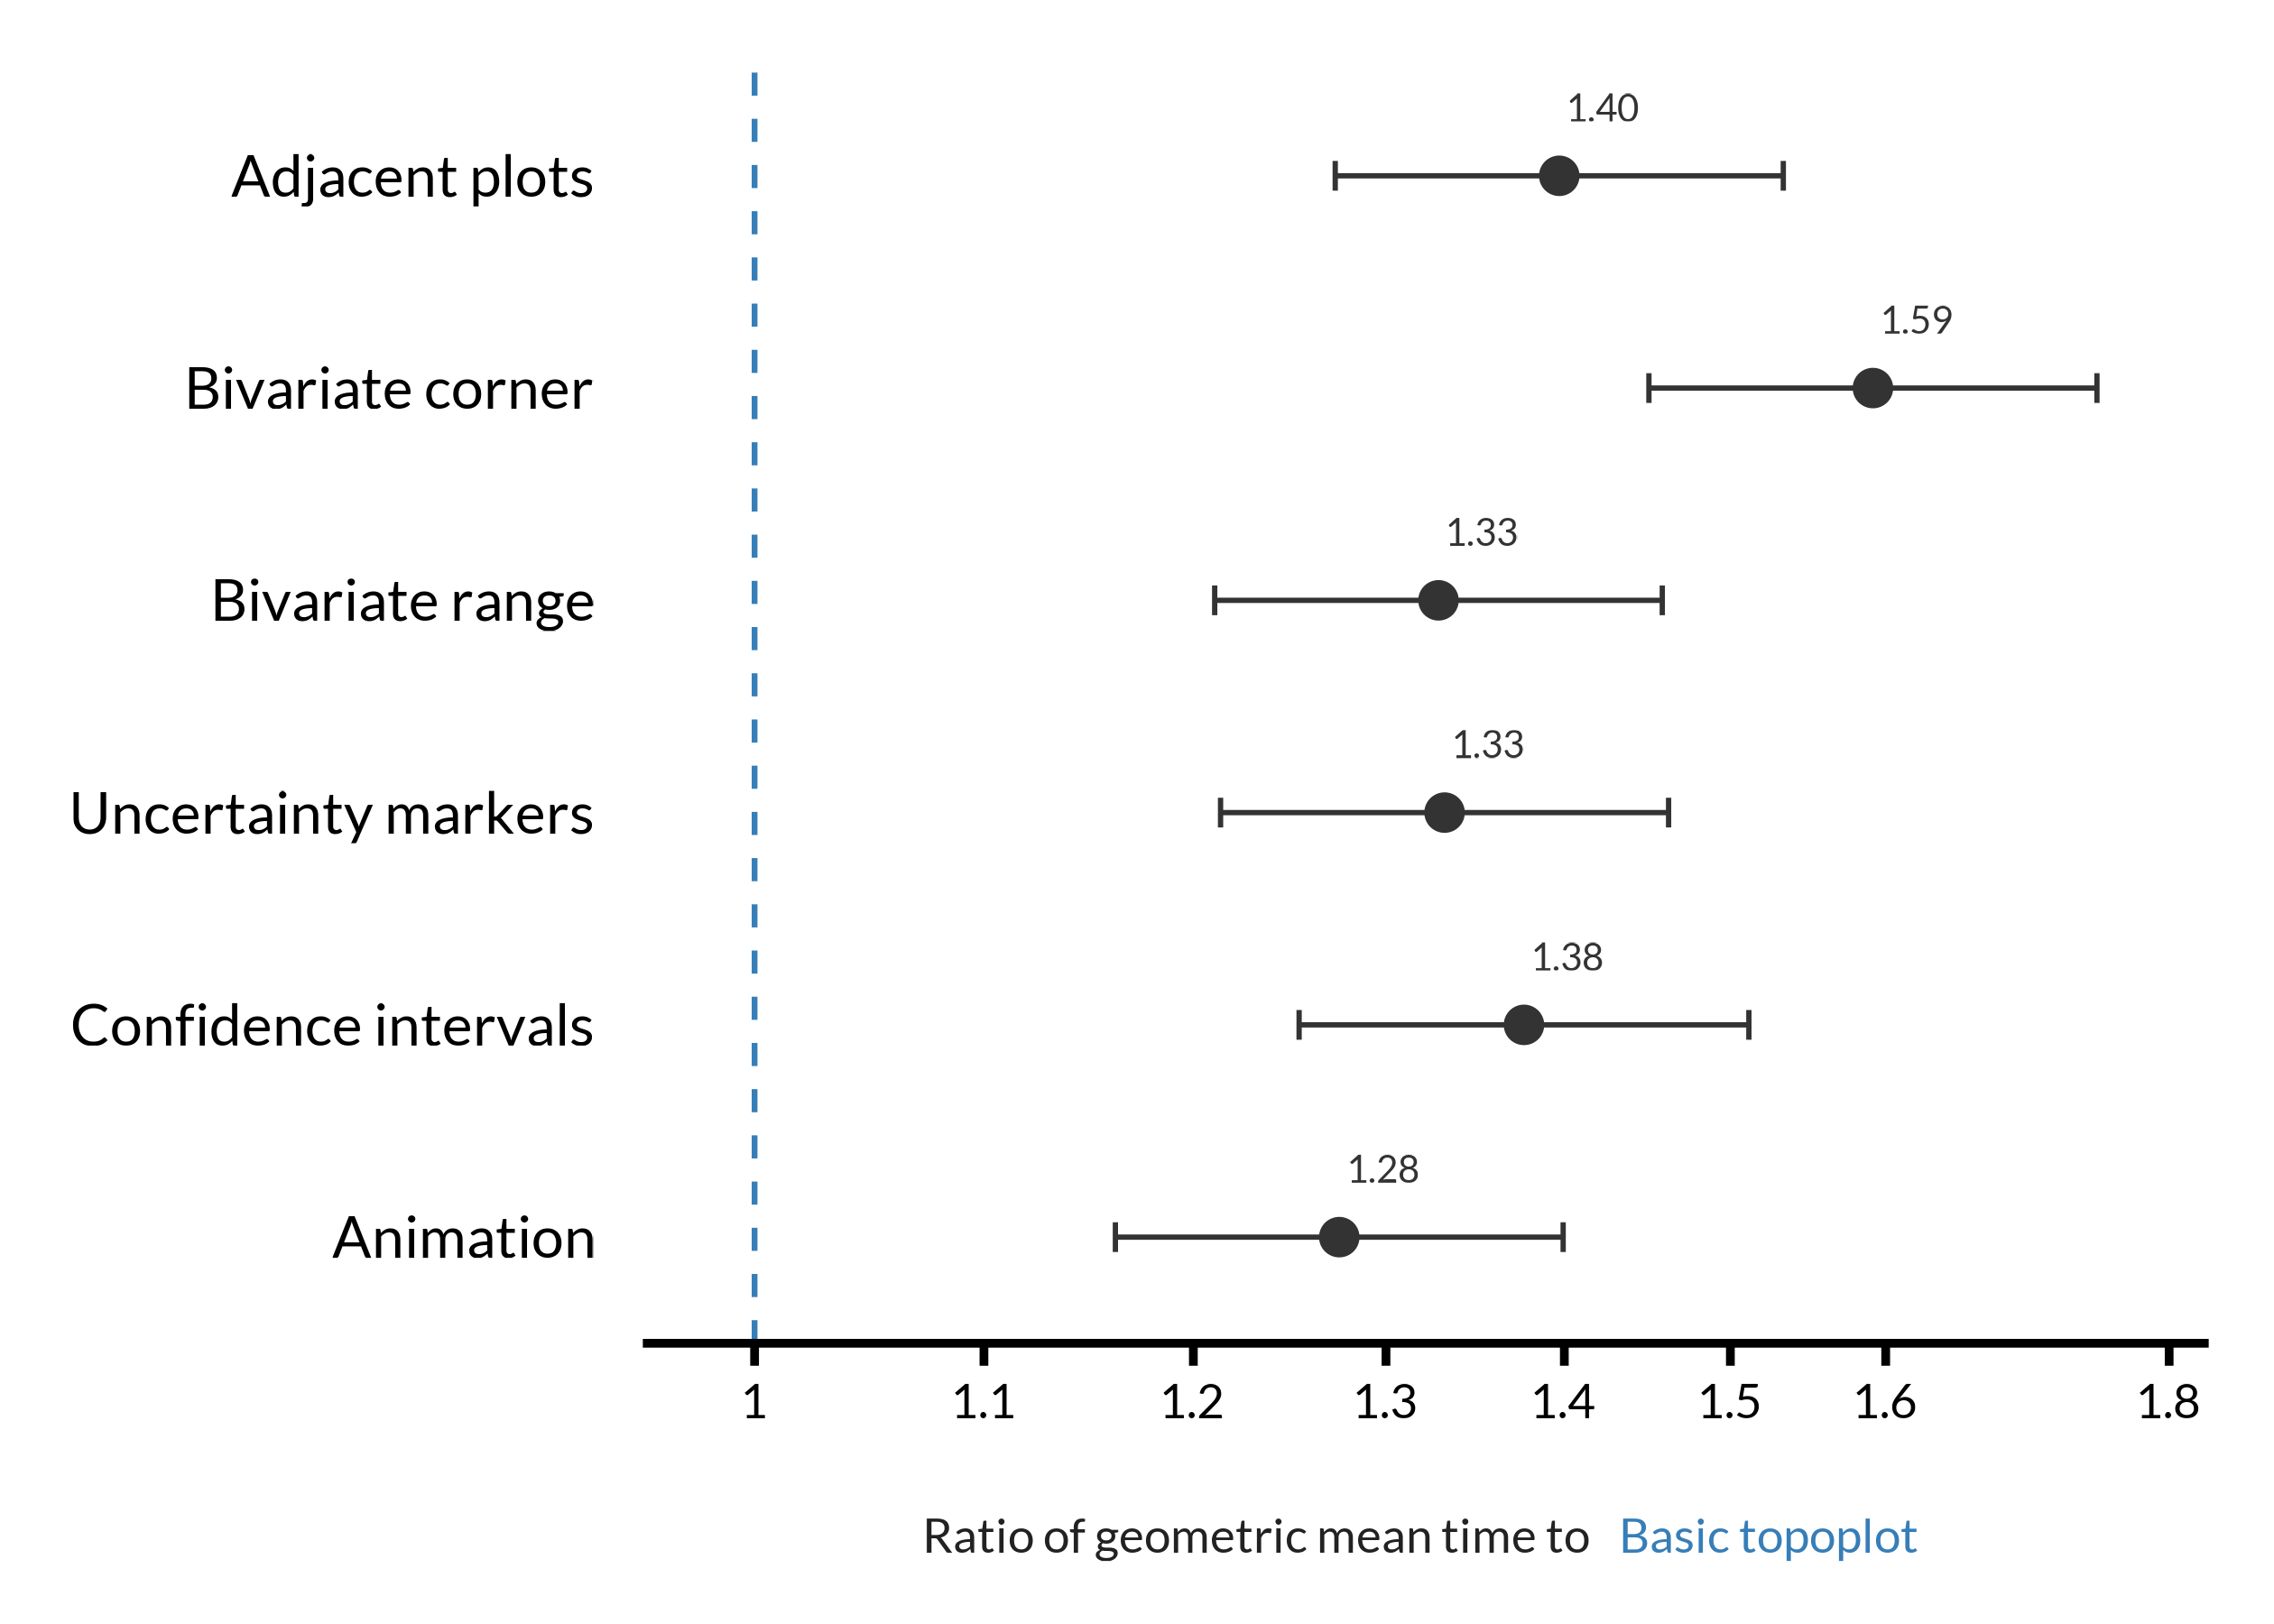 1.40
Adjacent plots
1.59
Bivariate corner
1.33
Bivariate range
1.33
Uncertainty markers
1.38
Confidence intervals
1.28
Animation
1 1.1 1.2 1.3 1.4 1.5 1.6 1.8
Ratio of geometric mean time to Basic topoplot